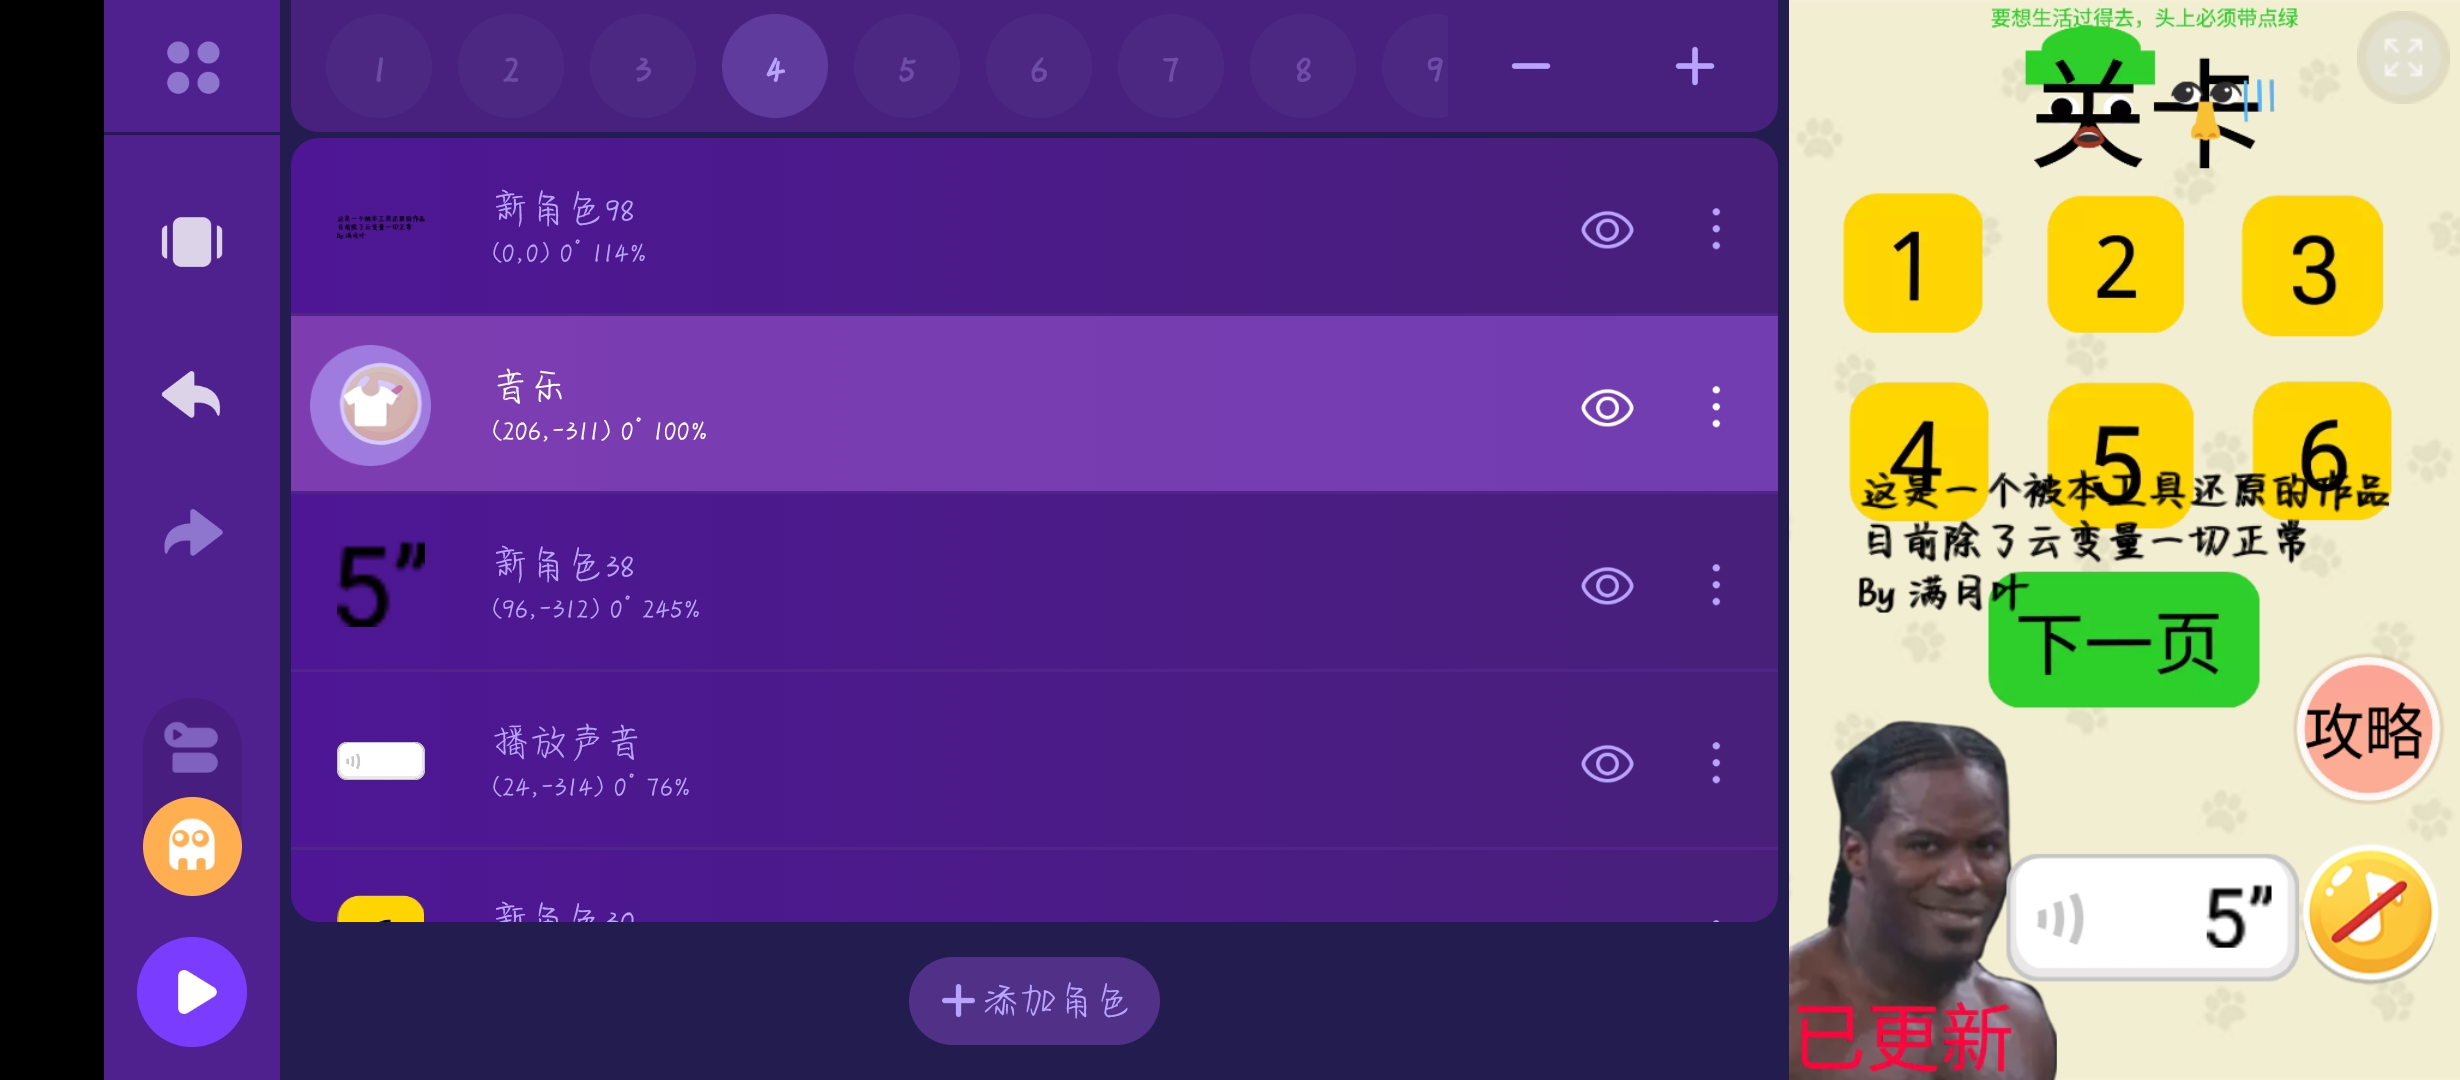 1 2 3 4 5 6 7 8 9
新角色98
(0,0) 0° 114%
音乐
(206,-311) 0° 100%
新角色38
(96,-312) 0° 245%
播放声音
(24,-314) 0° 76%
新角色30
添加角色
要想生活过得去，头上必须带点绿
关卡
1 2 3
4 5 6
这是一个被本工具还原的作品
目前除了云变量一切正常
By 满月叶
下一页
攻略
5”
已更新